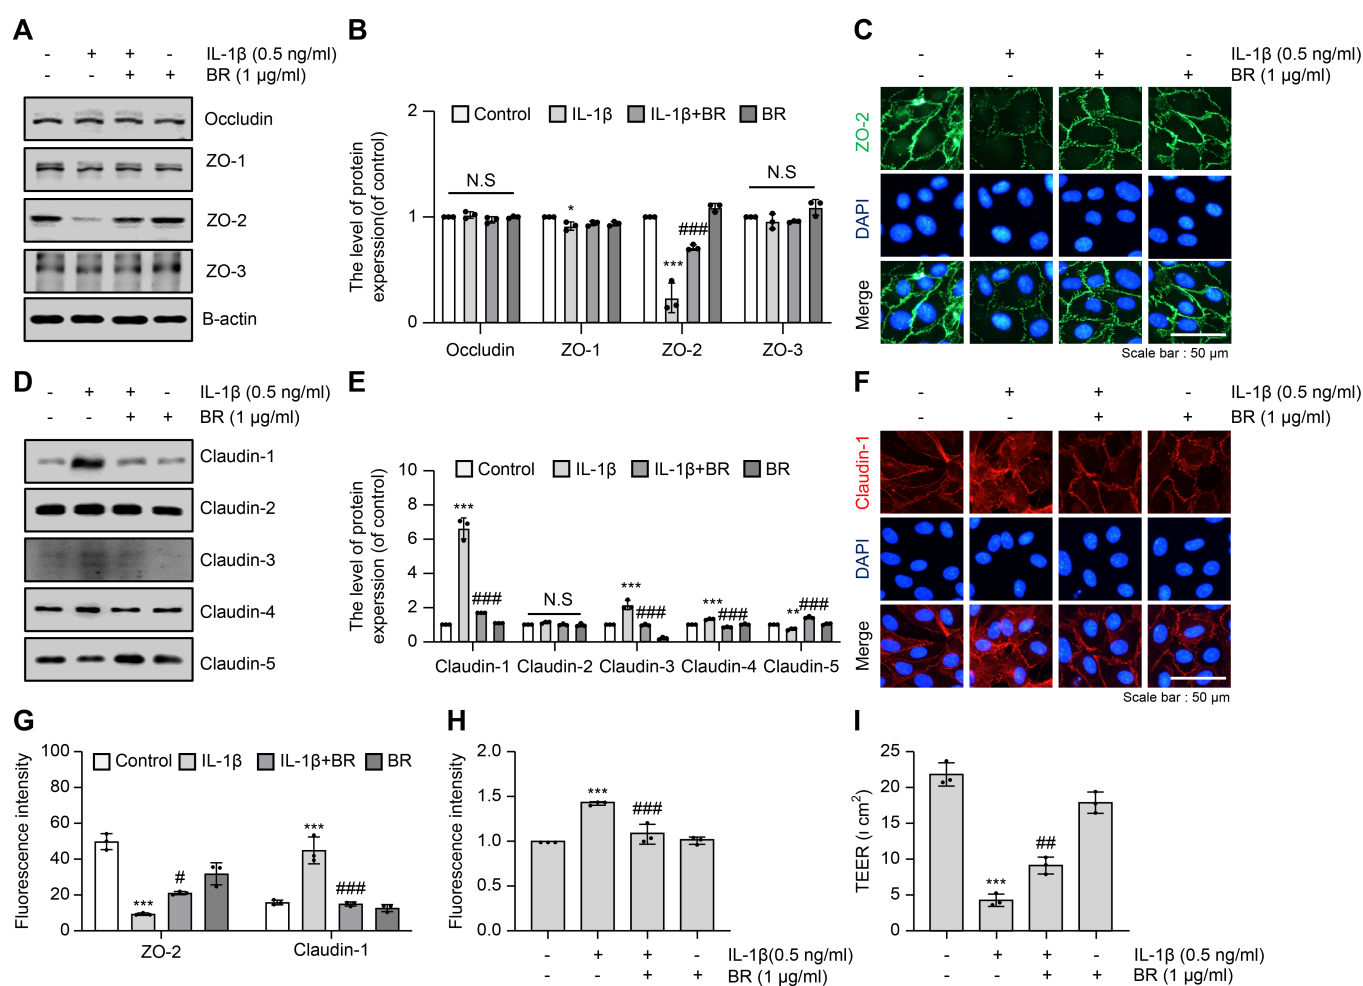 A
- + + - IL-1β (0.5 ng/ml)
- - + + BR (1 µg/ml)
Occludin
ZO-1
ZO-2
ZO-3
B-actin
B
The level of protein
experssion(of control)
2
1
0
Control IL-1β IL-1β+BR BR
N.S
*
***
###
N.S
Occludin ZO-1 ZO-2 ZO-3
C
- + + - IL-1β (0.5 ng/ml)
- - + + BR (1 µg/ml)
ZO-2
DAPI
Merge
Scale bar : 50 µm
D
- + + - IL-1β (0.5 ng/ml)
- - + + BR (1 µg/ml)
Claudin-1
Claudin-2
Claudin-3
Claudin-4
Claudin-5
E
The level of protein
experssion (of control)
10
8
6
4
2
0
Control IL-1β IL-1β+BR BR
***
###
N.S
***
###
***
###
**
###
Claudin-1 Claudin-2 Claudin-3 Claudin-4 Claudin-5
F
- + + - IL-1β (0.5 ng/ml)
- - + + BR (1 µg/ml)
Claudin-1
DAPI
Merge
Scale bar : 50 µm
G
Fluorescence intensity
100
80
60
40
20
0
Control IL-1β IL-1β+BR BR
***
#
***
###
ZO-2 Claudin-1
H
Fluorescence intensity
2.0
1.5
1.0
0.5
0.0
***
###
- + + - IL-1β(0.5 ng/ml)
- - + + BR (1 µg/ml)
I
TEER (ı cm2)
25
20
15
10
5
0
***
##
- + + - IL-1β (0.5 ng/ml)
- - + + BR (1 µg/ml)